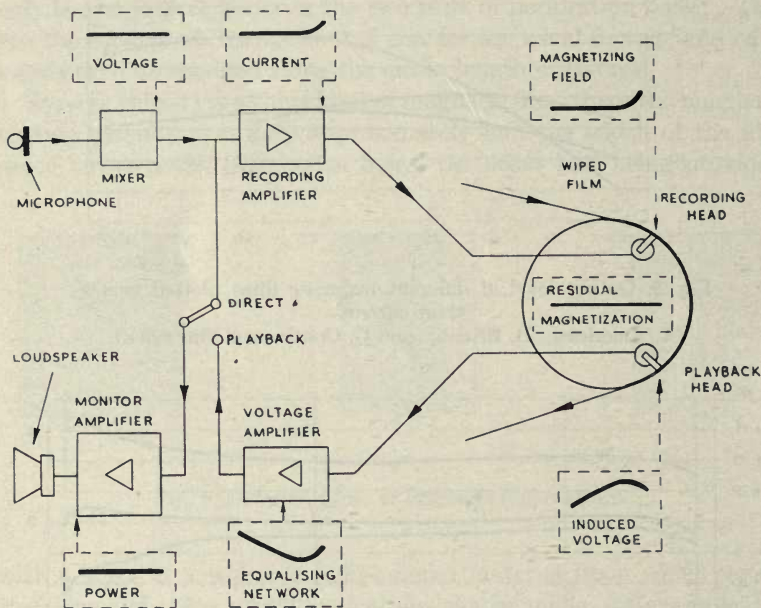 VOLTAGE
CURRENT
MAGNETIZING
FIELD
MIXER
RECORDING
AMPLIFIER
MICROPHONE
WIPED
FILM
RECORDING
HEAD
RESIDUAL
MAGNETIZATION
DIRECT
PLAYBACK
LOUDSPEAKER
MONITOR
AMPLIFIER
VOLTAGE
AMPLIFIER
PLAYBACK
HEAD
POWER
EQUALISING
NETWORK
INDUCED
VOLTAGE